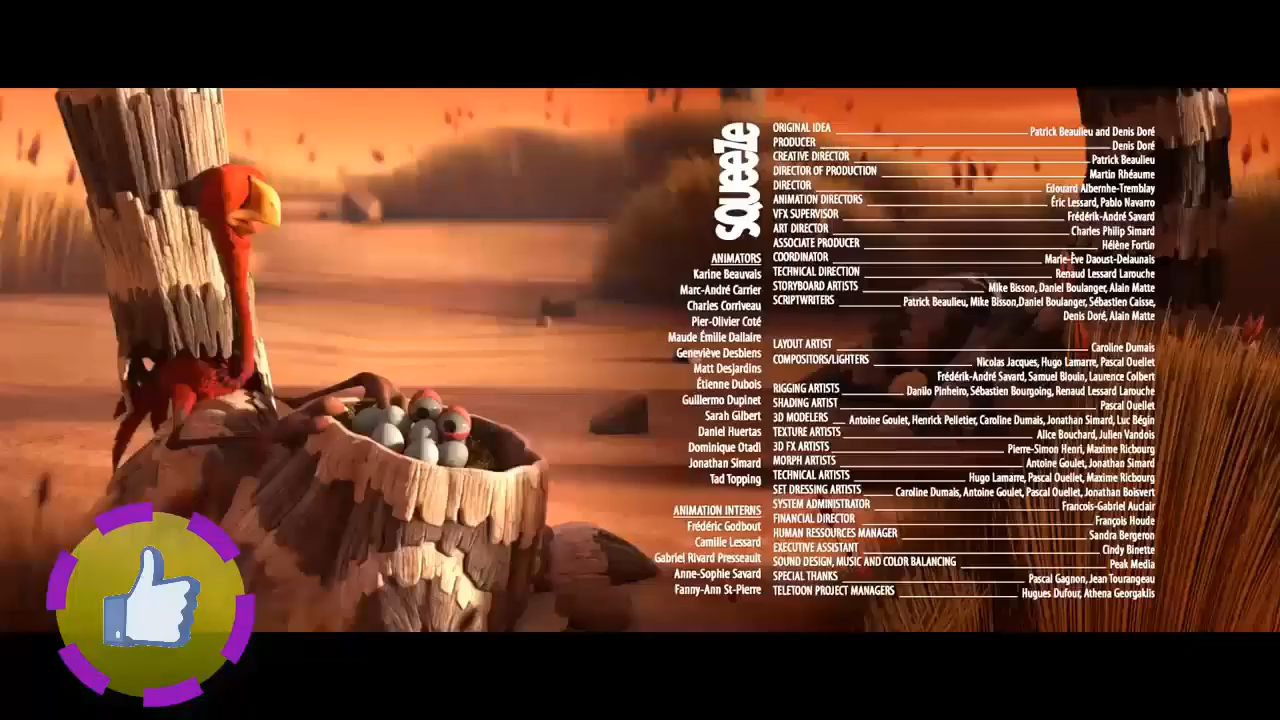 squeeze
ORIGINAL IDEA Patrick Beaulieu and Denis Doré
PRODUCER Denis Doré
CREATIVE DIRECTOR Patrick Beaulieu
DIRECTOR OF PRODUCTION Martin Rhéaume
DIRECTOR Edouard Albernhe-Tremblay
ANIMATION DIRECTORS Éric Lessard, Pablo Navarro
VFX SUPERVISOR Frédérik-André Savard
ART DIRECTOR Charles Philip Simard
ASSOCIATE PRODUCER Hélène Fortin
COORDINATOR Marie-Ève Daoust-Delaunais
TECHNICAL DIRECTION Renaud Lessard Larouche
STORYBOARD ARTISTS Mike Bisson, Daniel Boulanger, Alain Matte
SCRIPTWRITERS Patrick Beaulieu, Mike Bisson,Daniel Boulanger, Sébastien Caisse,
Denis Doré, Alain Matte
LAYOUT ARTIST Caroline Dumais
COMPOSITORS/LIGHTERS Nicolas Jacques, Hugo Lamarre, Pascal Ouellet
Frédérik-André Savard, Samuel Blouin, Laurence Colbert
RIGGING ARTISTS Danilo Pinheiro, Sébastien Bourgoing, Renaud Lessard Larouche
SHADING ARTIST Pascal Ouellet
3D MODELERS Antoine Goulet, Henrick Pelletier, Caroline Dumais, Jonathan Simard, Luc Bégin
TEXTURE ARTISTS Alice Bouchard, Julien Vandois
3D FX ARTISTS Pierre-Simon Henri, Maxime Ricbourg
MORPH ARTISTS Antoine Goulet, Jonathan Simard
TECHNICAL ARTISTS Hugo Lamarre, Pascal Ouellet, Maxime Ricbourg
SET DRESSING ARTISTS Caroline Dumais, Antoine Goulet, Pascal Ouellet, Jonathan Boisvert
SYSTEM ADMINISTRATOR Francois-Gabriel Auclair
FINANCIAL DIRECTOR François Houde
HUMAN RESSOURCES MANAGER Sandra Bergeron
EXECUTIVE ASSISTANT Cindy Binette
SOUND DESIGN, MUSIC AND COLOR BALANCING Peak Media
SPECIAL THANKS Pascal Gagnon, Jean Tourangeau
TELETOON PROJECT MANAGERS Hugues Dufour, Athena Georgaklis
ANIMATORS
Karine Beauvais
Marc-André Carrier
Charles Corriveau
Pier-Olivier Coté
Maude Émilie Dallaire
Geneviève Desbiens
Matt Desjardins
Étienne Dubois
Guillermo Dupinet
Sarah Gilbert
Daniel Huertas
Dominique Otadi
Jonathan Simard
Tad Topping
ANIMATION INTERNS
Frédéric Godbout
Camille Lessard
Gabriel Rivard Presseault
Anne-Sophie Savard
Fanny-Ann St-Pierre